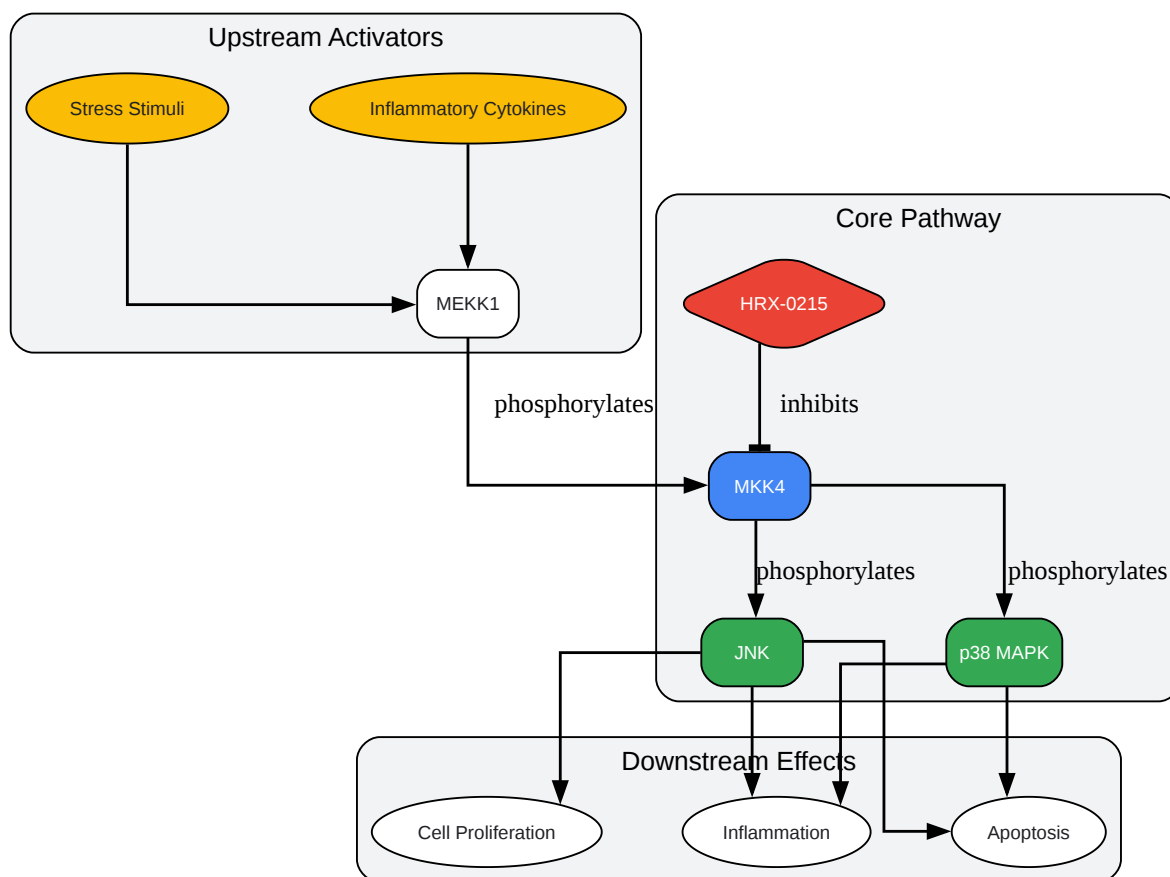 Upstream Activators
Stress Stimuli
Inflammatory Cytokines
MEKK1
Core Pathway
HRX-0215
phosphorylates
inhibits
MKK4
phosphorylates
phosphorylates
JNK
p38 MAPK
Downstream Effects
Cell Proliferation
Inflammation
Apoptosis